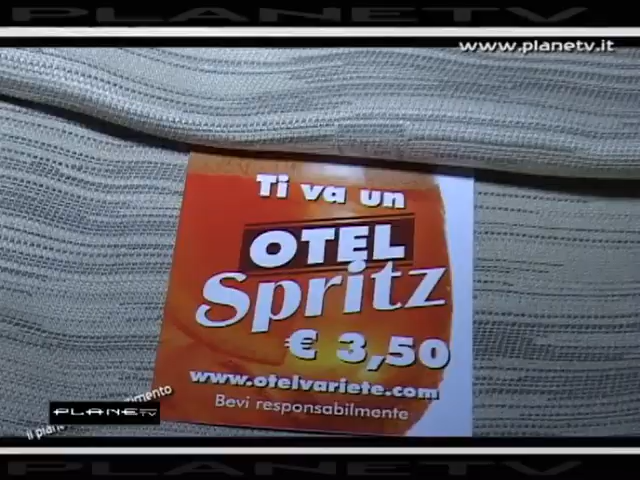 PLANETV
www.planetv.it
Ti va un
OTEL
Spritz
€ 3,50
www.otelvariete.com
Bevi responsabilmente
PLANETV
PLANETV